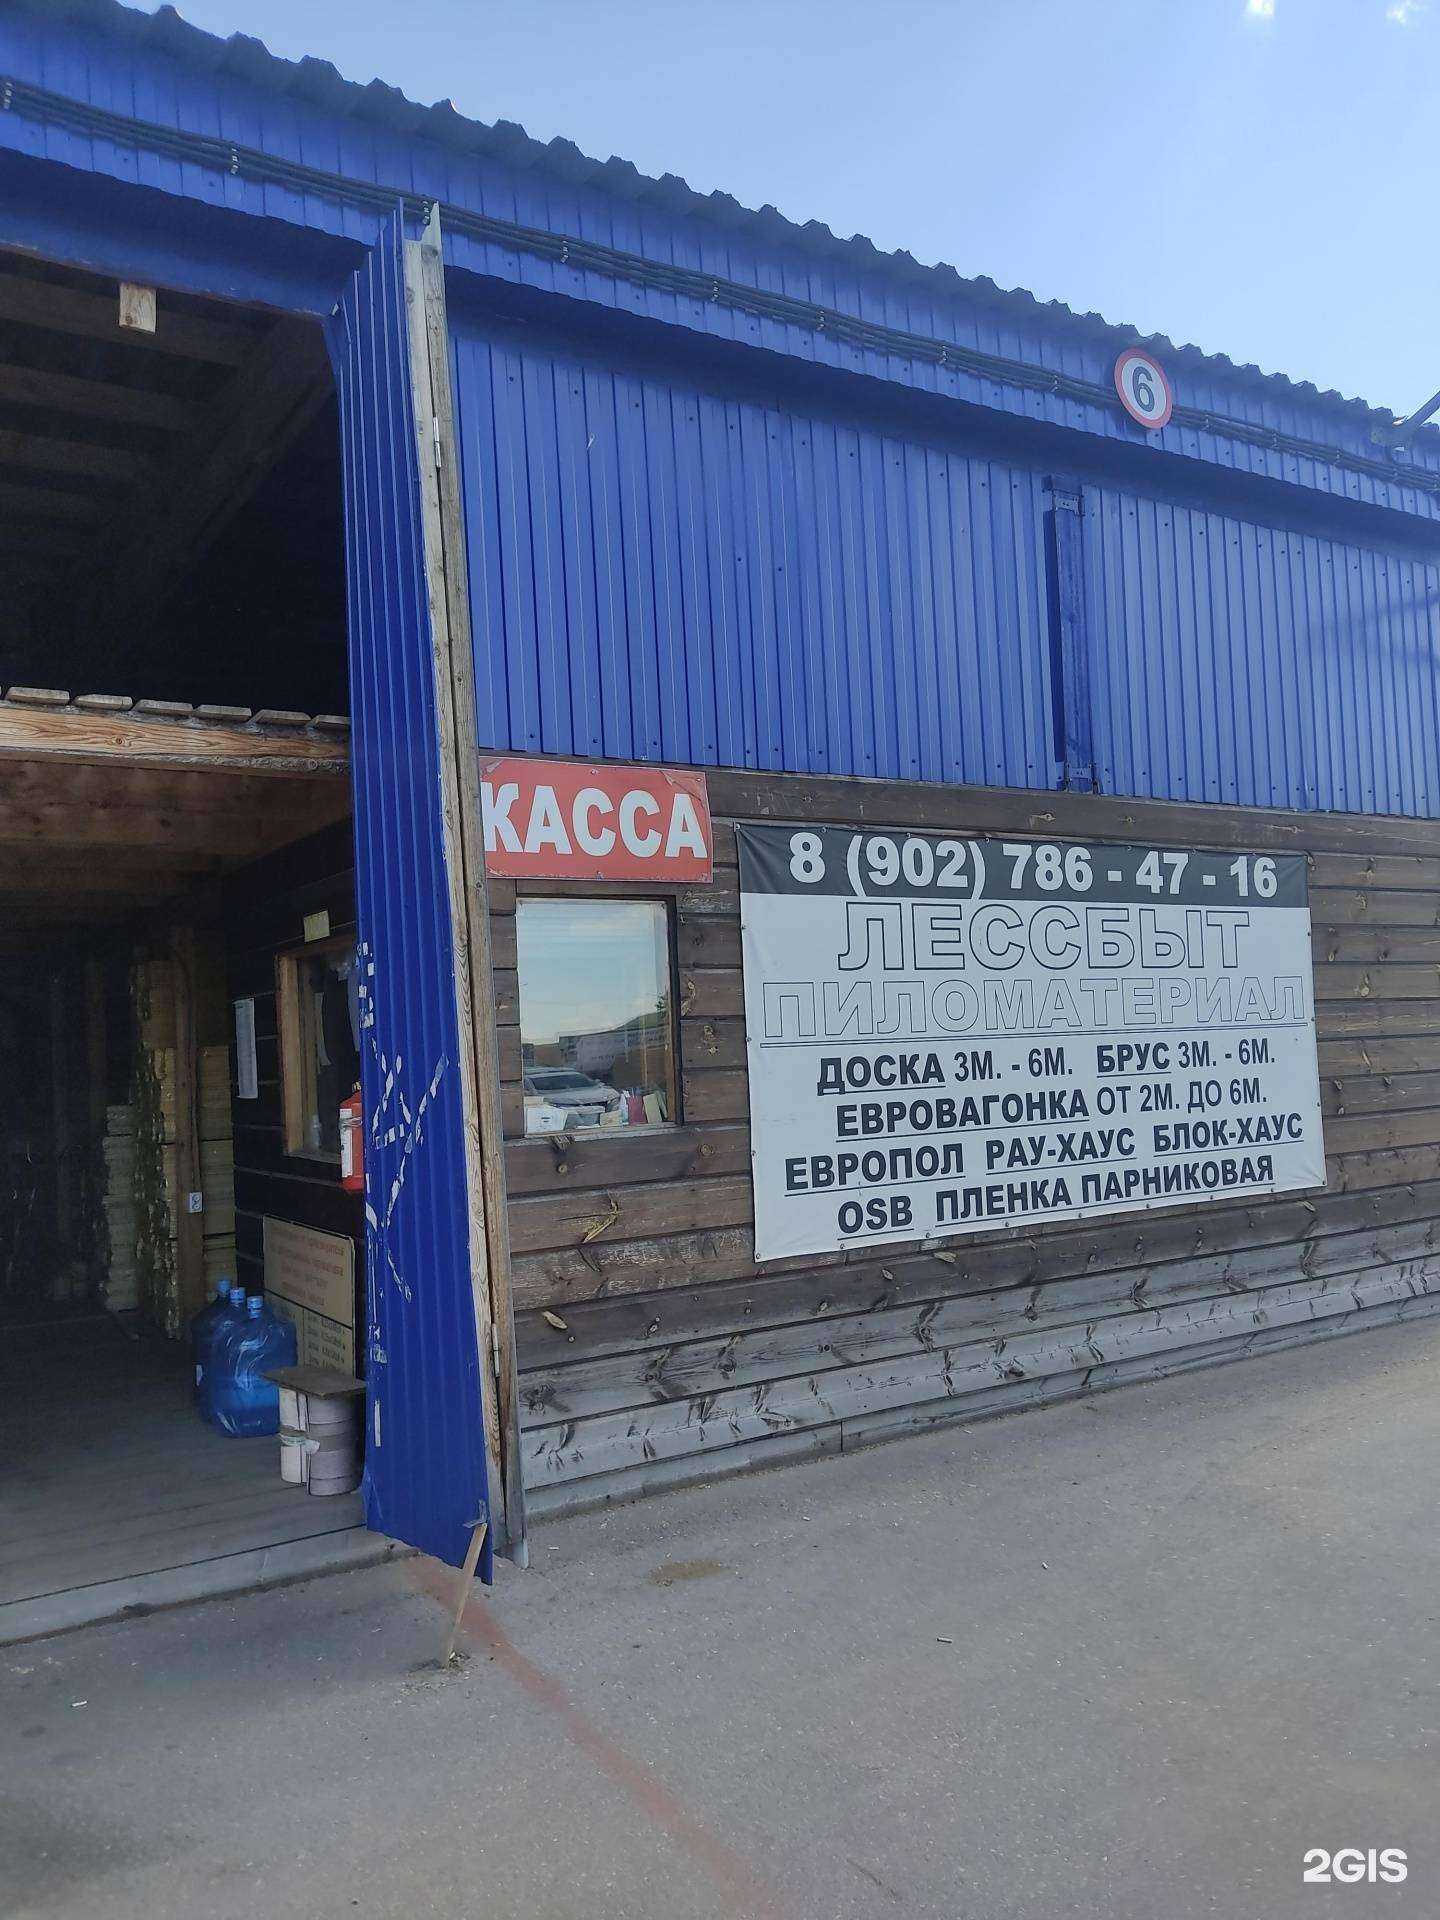 6
КАССА
8 (902) 786 - 47 - 16
ЛЕССБЫТ
ПИЛОМАТЕРИАЛ
ДОСКА 3М. - 6М. БРУС 3М. - 6М.
ЕВРОВАГОНКА ОТ 2М. ДО 6М.
ЕВРОПОЛ РАУ-ХАУС БЛОК-ХАУС
OSB ПЛЕНКА ПАРНИКОВАЯ
2GIS